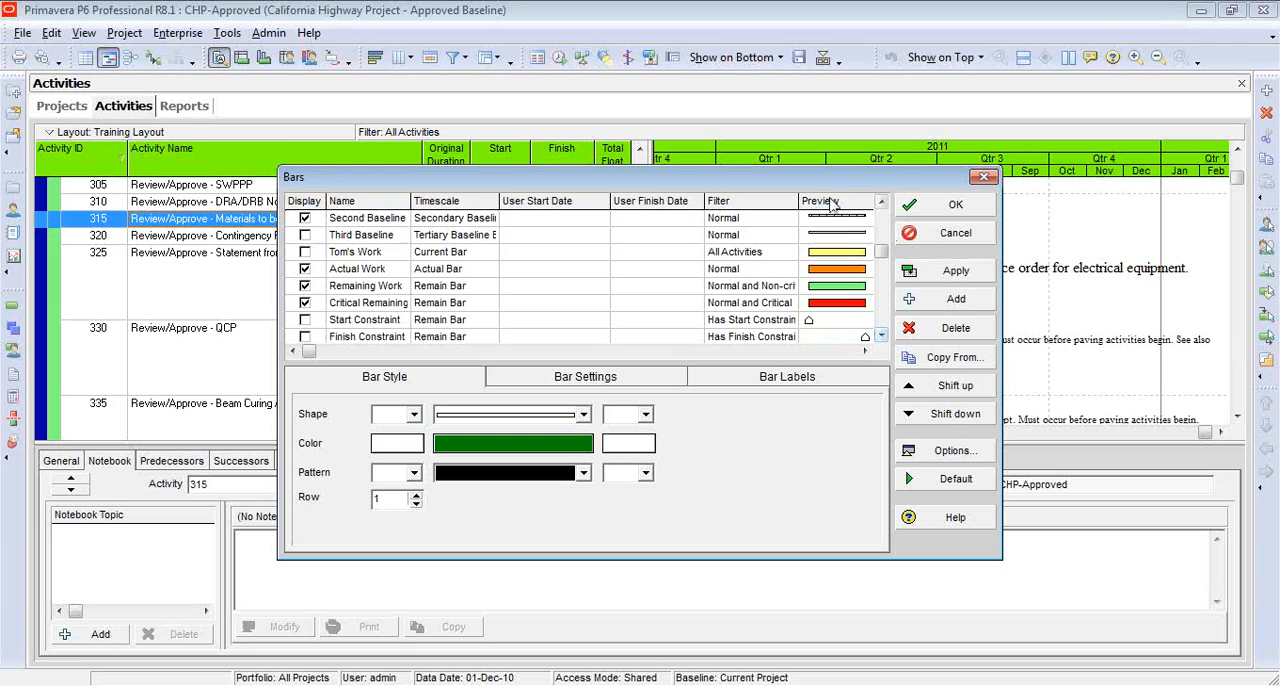 Primavera P6 Professional R8.1 : CHP-Approved (California Highway Project - Approved Baseline)
File Edit View Project Enterprise Tools Admin Help
Show on Bottom Show on Top
Activities
Projects Activities Reports
Layout: Training Layout Filter: All Activities
Activity ID Activity Name Original Duration Start Finish Total Float
2011
tr 4 Qtr 1 Qtr 2 Qtr 3 Qtr 4 Qtr 1
Sep Oct Nov Dec Jan Feb
305 Review/Approve - SWPPP
310 Review/Approve - DRA/DRB N
315 Review/Approve - Materials to b
320 Review/Approve - Contingency F
325 Review/Approve - Statement fron
330 Review/Approve - QCP
335 Review/Approve - Beam Curing
ce order for electrical equipment.
ust occur before paving activities begin. See also
pt. Must occur before paving activities begin.
Bars
Display Name Timescale User Start Date User Finish Date Filter Preview
Second Baseline Secondary Baseli Normal
Third Baseline Tertiary Baseline E Normal
Tom's Work Current Bar All Activities
Actual Work Actual Bar Normal
Remaining Work Remain Bar Normal and Non-cri
Critical Remaining Remain Bar Normal and Critical
Start Constraint Remain Bar Has Start Constrain
Finish Constraint Remain Bar Has Finish Constrai
Bar Style Bar Settings Bar Labels
Shape
Color
Pattern
Row 1
OK
Cancel
Apply
Add
Delete
Copy From...
Shift up
Shift down
Options...
Default
Help
General Notebook Predecessors Successors
Activity 315 CHP-Approved
Notebook Topic
(No Note
Add Delete
Modify Print Copy
Portfolio: All Projects User: admin Data Date: 01-Dec-10 Access Mode: Shared Baseline: Current Project